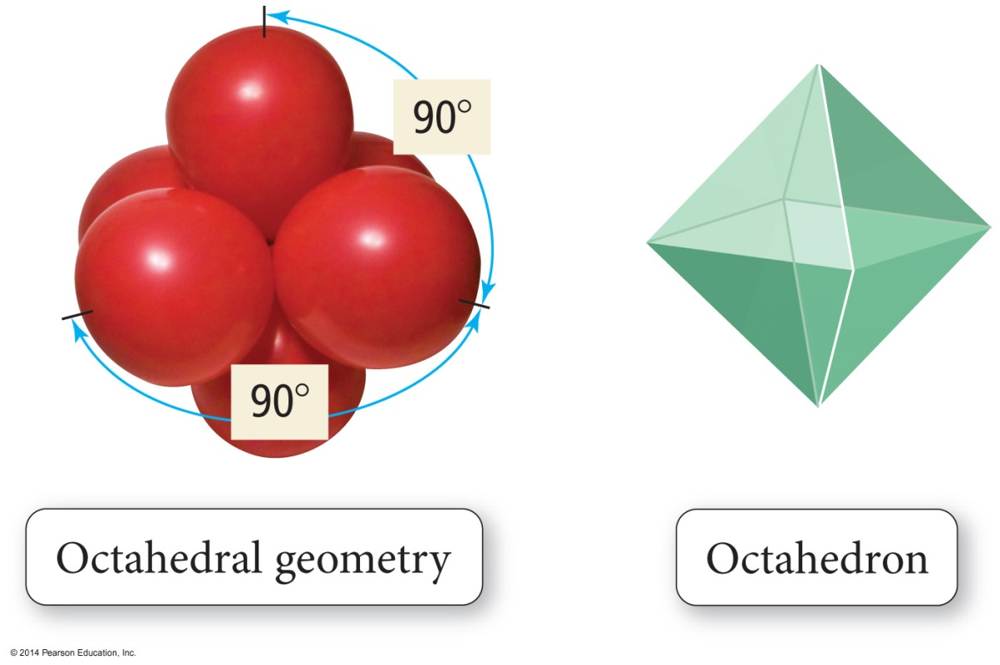 90°
90°
Octahedral geometry
Octahedron
© 2014 Pearson Education, Inc.